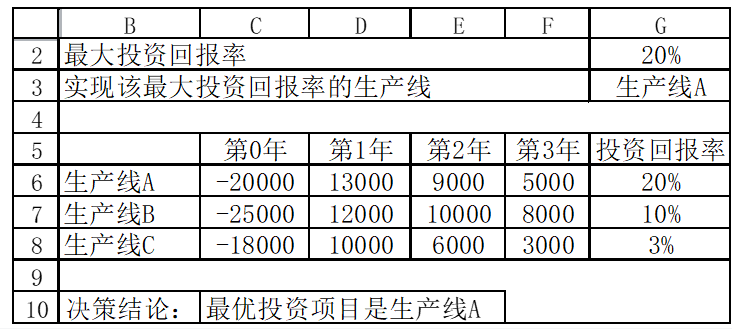 B C D E F G
2 最大投资回报率 20%
3 实现该最大投资回报率的生产线 生产线A
4
5 第0年 第1年 第2年 第3年 投资回报率
6 生产线A -20000 13000 9000 5000 20%
7 生产线B -25000 12000 10000 8000 10%
8 生产线C -18000 10000 6000 3000 3%
9
10 决策结论： 最优投资项目是生产线A